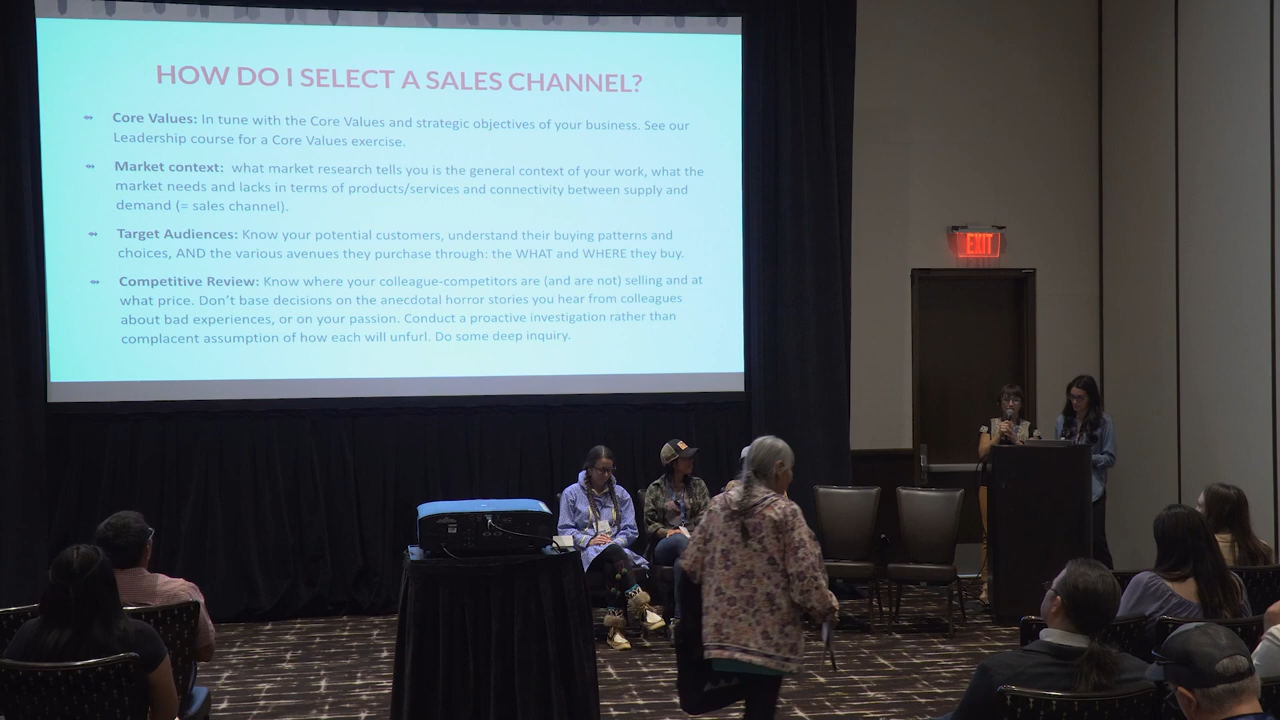 HOW DO I SELECT A SALES CHANNEL?
Core Values: In tune with the Core Values and strategic objectives of your business. See our
Leadership course for a Core Values exercise.
Market context: what market research tells you is the general context of your work, what the
market needs and lacks in terms of products/services and connectivity between supply and
demand (= sales channel).
Target Audiences: Know your potential customers, understand their buying patterns and
choices, AND the various avenues they purchase through: the WHAT and WHERE they buy.
Competitive Review: Know where your colleague-competitors are (and are not) selling and at
what price. Don't base decisions on the anecdotal horror stories you hear from colleagues
about bad experiences, or on your passion. Conduct a proactive investigation rather than
complacent assumption of how each will unfurl. Do some deep inquiry.
EXIT